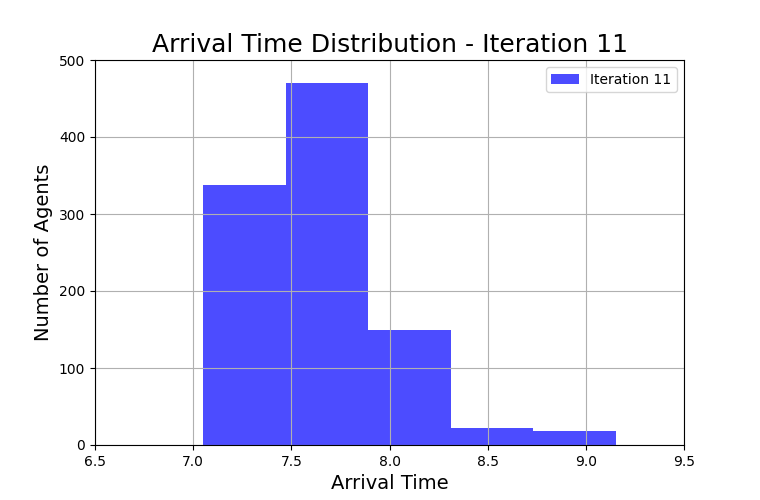 Arrival Time Distribution - Iteration 11
Iteration 11
Number of Agents
500
400
300
200
100
0
6.5 7.0 7.5 8.0 8.5 9.0 9.5
Arrival Time